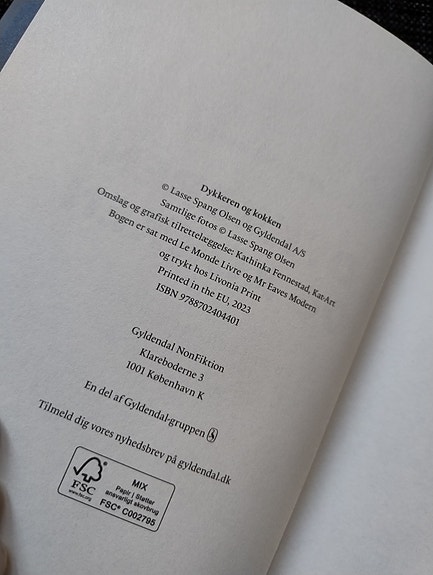 Dykkeren og kokken
© Lasse Spang Olsen og Gyldendal A/S
Samtlige fotos © Lasse Spang Olsen
Omslag og grafisk tilrettelæggelse: Kathinka Fennestad, Kat-Art
Bogen er sat med Le Monde Livre og Mr Eaves Modern
og trykt hos Livonia Print
Printed in the EU, 2023
ISBN 9788702404401
Gyldendal NonFiktion
Klareboderne 3
1001 København K
En del af Gyldendal-gruppen
Tilmeld dig vores nyhedsbrev på gyldendal.dk
FSC
www.fsc.org
MIX
Papir | Støtter
ansvarligt skovbrug
FSC® C002795